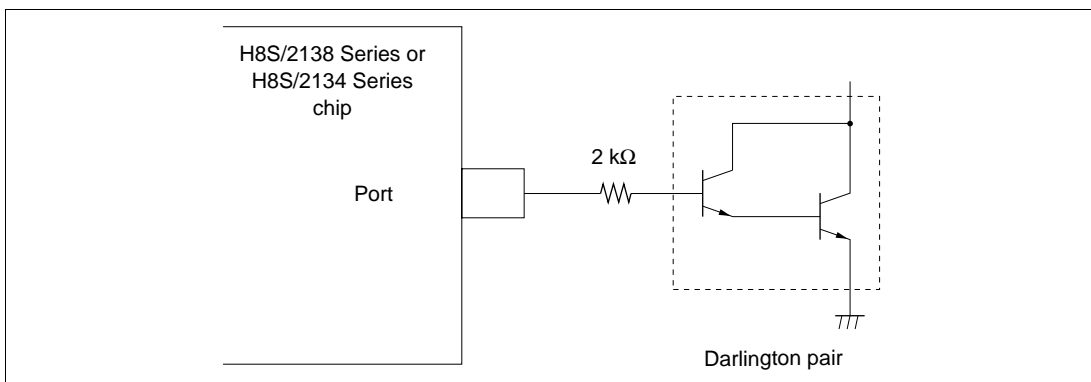 H8S/2138 Series or
H8S/2134 Series
chip
2 kΩ
Port
Darlington pair